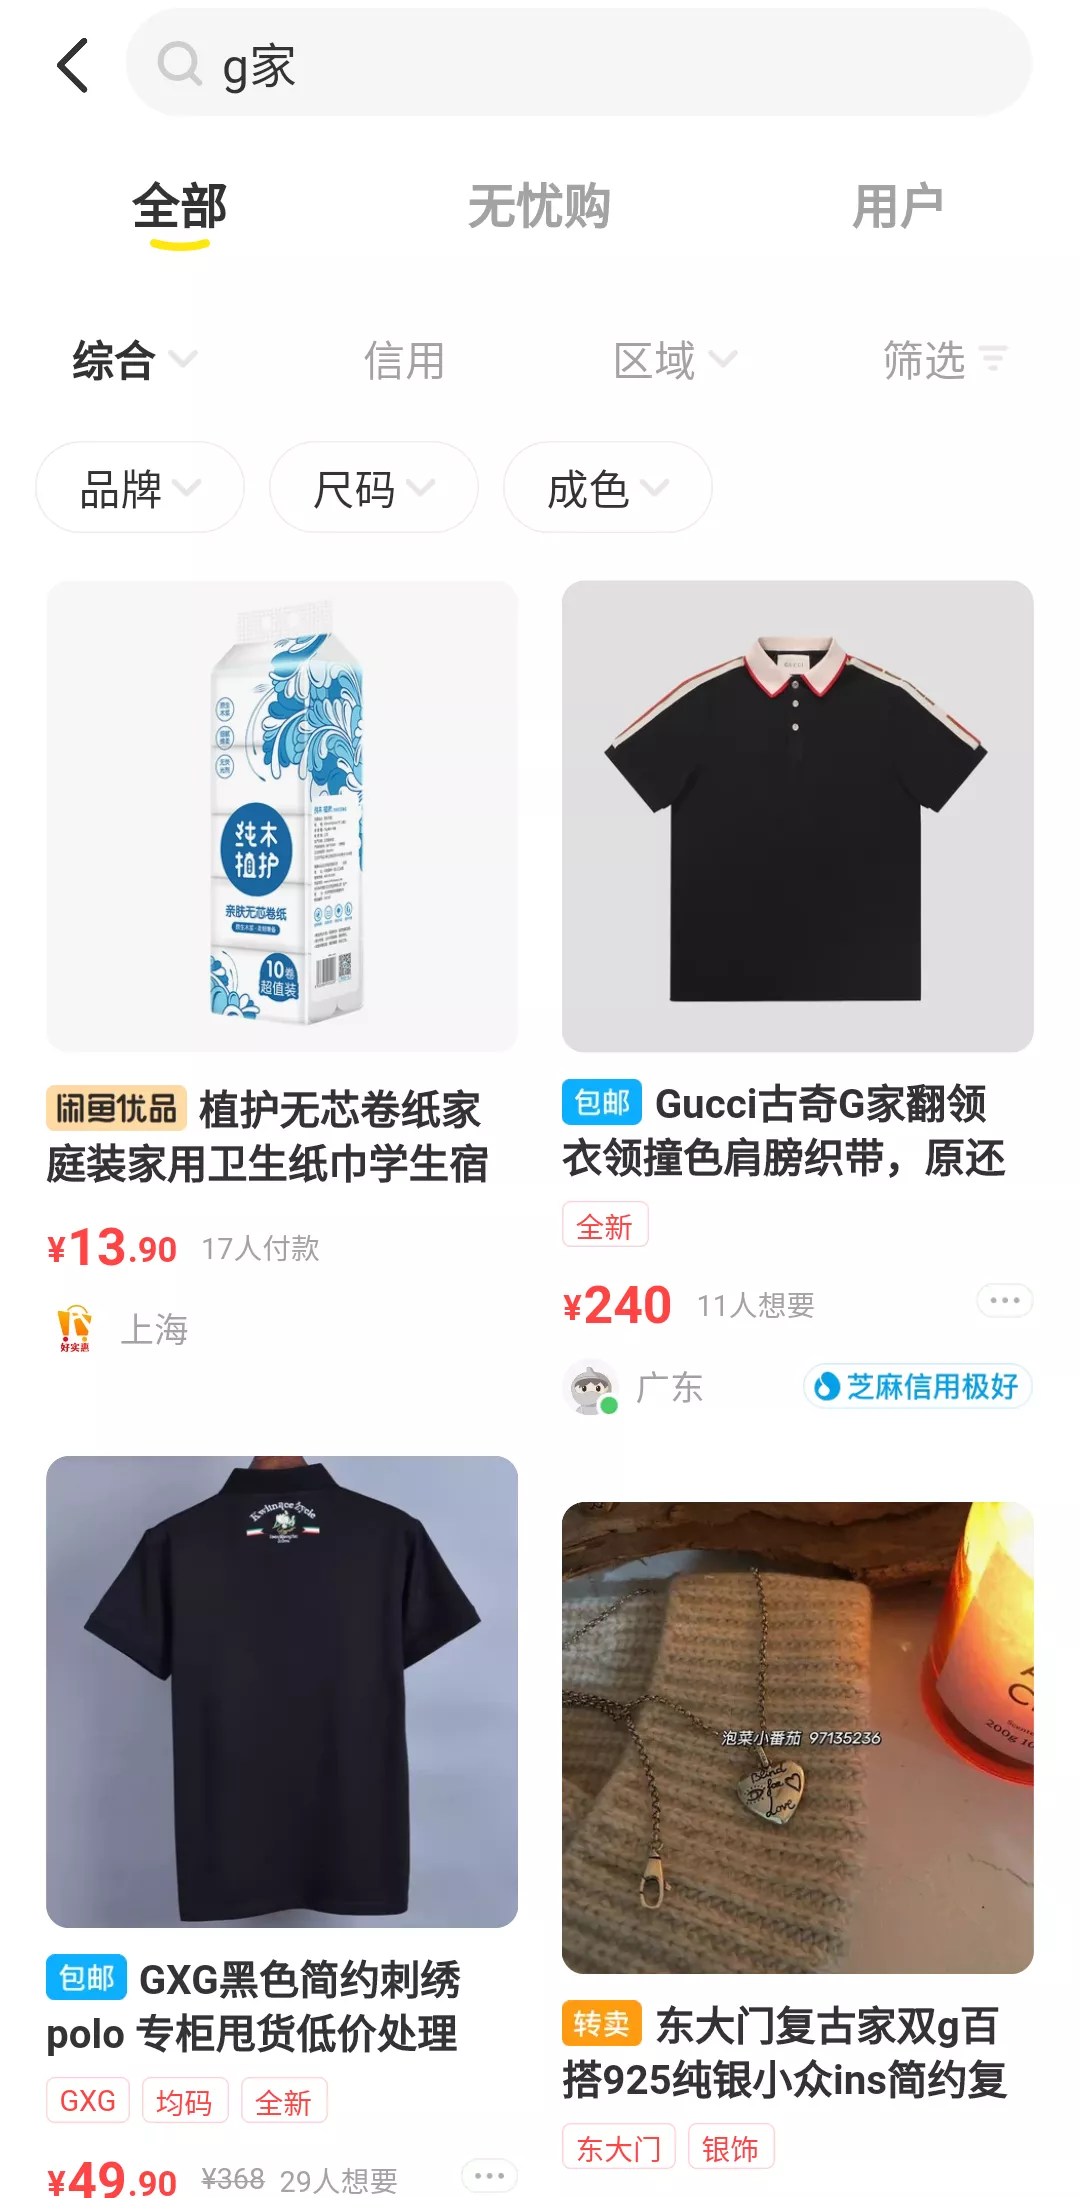 g家
全部
无忧购
用户
综合
信用
区域
筛选
品牌
尺码
成色
纯木
植护
亲肤无芯卷纸
10卷
超值装
闲鱼优品 植护无芯卷纸家
庭装家用卫生纸巾学生宿
¥13.90 17人付款
好实惠
上海
GUCCI
包邮 Gucci古奇G家翻领
衣领撞色肩膀织带，原还
全新
¥240 11人想要
广东
芝麻信用极好
包邮 GXG黑色简约刺绣
polo 专柜甩货低价处理
GXG 均码 全新
¥49.90 ¥368 29人想要
泡菜小番茄 97135236
Blind
for
Love
200g
转卖 东大门复古家双g百
搭925纯银小众ins简约复
东大门 银饰